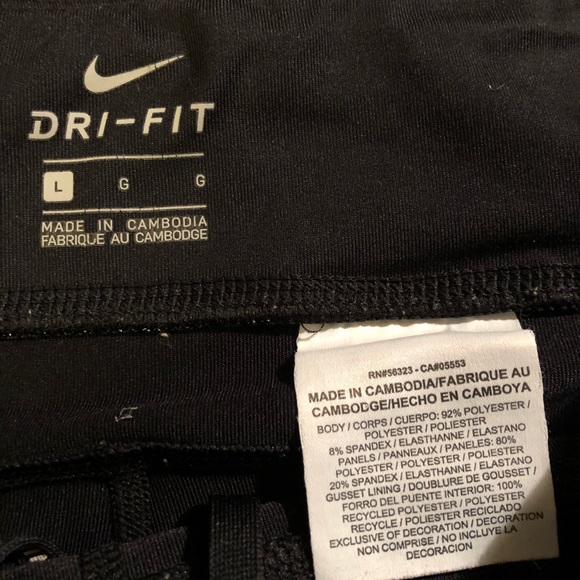 DRI-FIT
L G G
MADE IN CAMBODIA
FABRIQUE AU CAMBODGE
RN#56323 - CA#05553
MADE IN CAMBODIA/FABRIQUE AU
CAMBODGE/HECHO EN CAMBOYA
BODY / CORPS / CUERPO: 92% POLYESTER /
POLYESTER / POLIESTER
8% SPANDEX / ELASTHANNE / ELASTANO
PANELS / PANNEAUX / PANELES: 80%
POLYESTER / POLYESTER / POLIESTER
20% SPANDEX / ELASTHANNE / ELASTANO
GUSSET LINING / DOUBLURE DE GOUSSET /
FORRO DEL PUENTE INTERIOR: 100%
RECYCLED POLYESTER / POLYESTER
RECYCLE / POLIESTER RECICLADO
EXCLUSIVE OF DECORATION / DECORATION
NON COMPRISE / NO INCLUYE LA
DECORACION